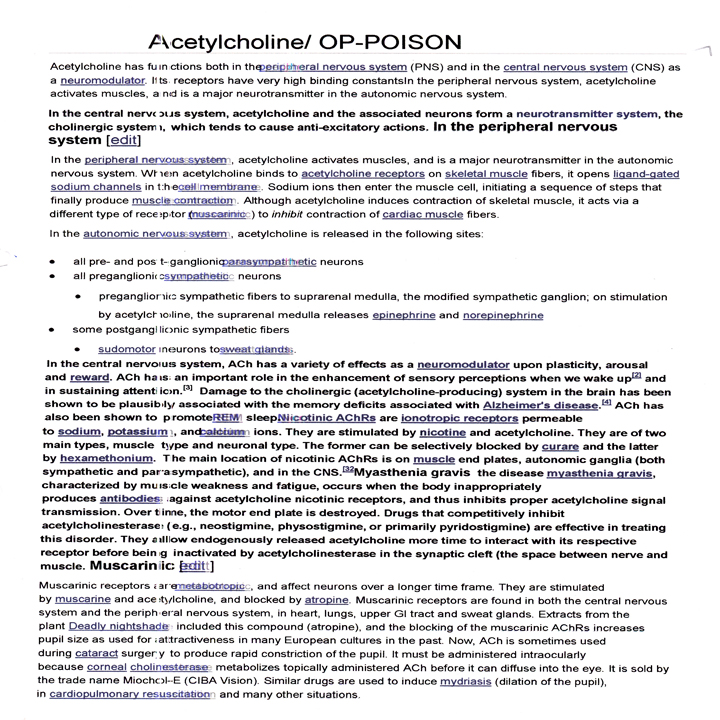 Acetylcholine/ OP-POISON
Acetylcholine has functions both in the peripheral nervous system (PNS) and in the central nervous system (CNS) as
a neuromodulator. Its receptors have very high binding constantsIn the peripheral nervous system, acetylcholine
activates muscles, and is a major neurotransmitter in the autonomic nervous system.
In the central nervous system, acetylcholine and the associated neurons form a neurotransmitter system, the
cholinergic system, which tends to cause anti-excitatory actions. In the peripheral nervous
system [edit]
In the peripheral nervous system, acetylcholine activates muscles, and is a major neurotransmitter in the autonomic
nervous system. When acetylcholine binds to acetylcholine receptors on skeletal muscle fibers, it opens ligand-gated
sodium channels in the cell membrane. Sodium ions then enter the muscle cell, initiating a sequence of steps that
finally produce muscle contraction. Although acetylcholine induces contraction of skeletal muscle, it acts via a
different type of receptor (muscarinic) to inhibit contraction of cardiac muscle fibers.
In the autonomic nervous system, acetylcholine is released in the following sites:
• all pre- and post-ganglionic parasympathetic neurons
• all preganglionic sympathetic neurons
• preganglionic sympathetic fibers to suprarenal medulla, the modified sympathetic ganglion; on stimulation
by acetylcholine, the suprarenal medulla releases epinephrine and norepinephrine
• some postganglionic sympathetic fibers
• sudomotor neurons to sweat glands.
In the central nervous system, ACh has a variety of effects as a neuromodulator upon plasticity, arousal
and reward. ACh has an important role in the enhancement of sensory perceptions when we wake up[2] and
in sustaining attention.[3] Damage to the cholinergic (acetylcholine-producing) system in the brain has been
shown to be plausibly associated with the memory deficits associated with Alzheimer's disease.[4] ACh has
also been shown to promote REM sleep.Nicotinic AChRs are ionotropic receptors permeable
to sodium, potassium, and calcium ions. They are stimulated by nicotine and acetylcholine. They are of two
main types, muscle type and neuronal type. The former can be selectively blocked by curare and the latter
by hexamethonium. The main location of nicotinic AChRs is on muscle end plates, autonomic ganglia (both
sympathetic and parasympathetic), and in the CNS.[32Myasthenia gravis the disease myasthenia gravis,
characterized by muscle weakness and fatigue, occurs when the body inappropriately
produces antibodies against acetylcholine nicotinic receptors, and thus inhibits proper acetylcholine signal
transmission. Over time, the motor end plate is destroyed. Drugs that competitively inhibit
acetylcholinesterase (e.g., neostigmine, physostigmine, or primarily pyridostigmine) are effective in treating
this disorder. They allow endogenously released acetylcholine more time to interact with its respective
receptor before being inactivated by acetylcholinesterase in the synaptic cleft (the space between nerve and
muscle. Muscarinic: [edit]
Muscarinic receptors are metabotropic, and affect neurons over a longer time frame. They are stimulated
by muscarine and acetylcholine, and blocked by atropine. Muscarinic receptors are found in both the central nervous
system and the peripheral nervous system, in heart, lungs, upper GI tract and sweat glands. Extracts from the
plant Deadly nightshade included this compound (atropine), and the blocking of the muscarinic AChRs increases
pupil size as used for attractiveness in many European cultures in the past. Now, ACh is sometimes used
during cataract surgery to produce rapid constriction of the pupil. It must be administered intraocularly
because corneal cholinesterase metabolizes topically administered ACh before it can diffuse into the eye. It is sold by
the trade name Miochol-E (CIBA Vision). Similar drugs are used to induce mydriasis (dilation of the pupil),
in cardiopulmonary resuscitation and many other situations.